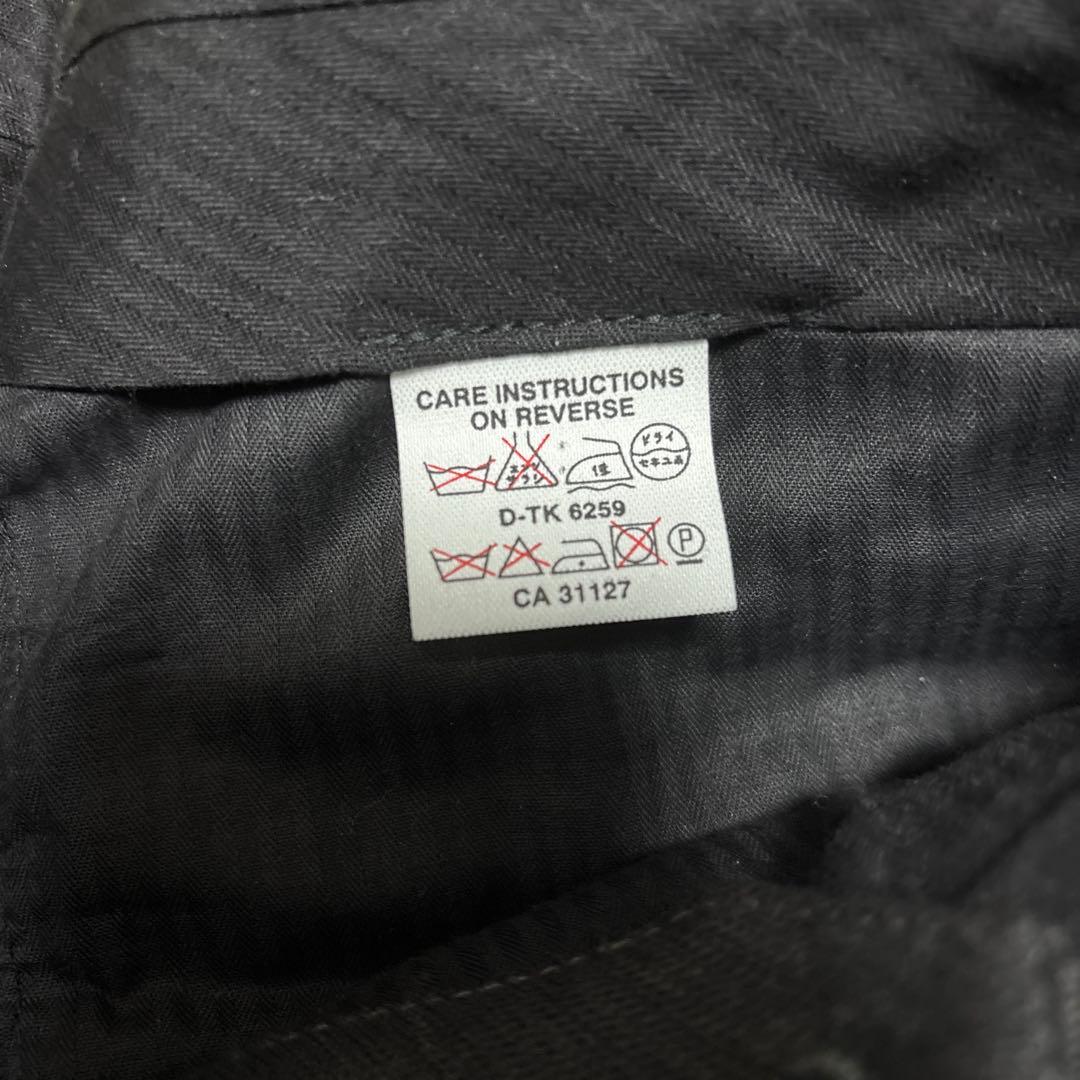 CARE INSTRUCTIONS
ON REVERSE
エンソ
サラシ
低
ドライ
セキユ系
D-TK 6259
P
CA 31127